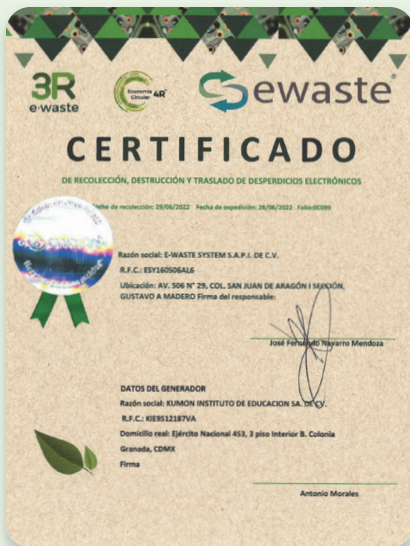 3R
e-waste
Economía
Circular 4R
ewaste®
CERTIFICADO
DE RECOLECCIÓN, DESTRUCCIÓN Y TRASLADO DE DESPERDICIOS ELECTRÓNICOS
de recolección: 29/06/2022 Fecha de expedición: 28/06/2022 Folio:0C099
Razón social: E-WASTE SYSTEM S.A.P.I. DE C.V.
R.F.C.: ESY160506AL6
Ubicación: AV. 506 N° 29, COL. SAN JUAN DE ARAGÓN I SECCIÓN,
GUSTAVO A MADERO Firma del responsable:
José Fernando Navarro Mendoza
DATOS DEL GENERADOR
Razón social: KUMON INSTITUTO DE EDUCACION SA. DE CV.
R.F.C.: KIE9512187VA
Domicilio real: Ejército Nacional 453, 3 piso Interior B. Colonia
Granada, CDMX
Firma
Antonio Morales